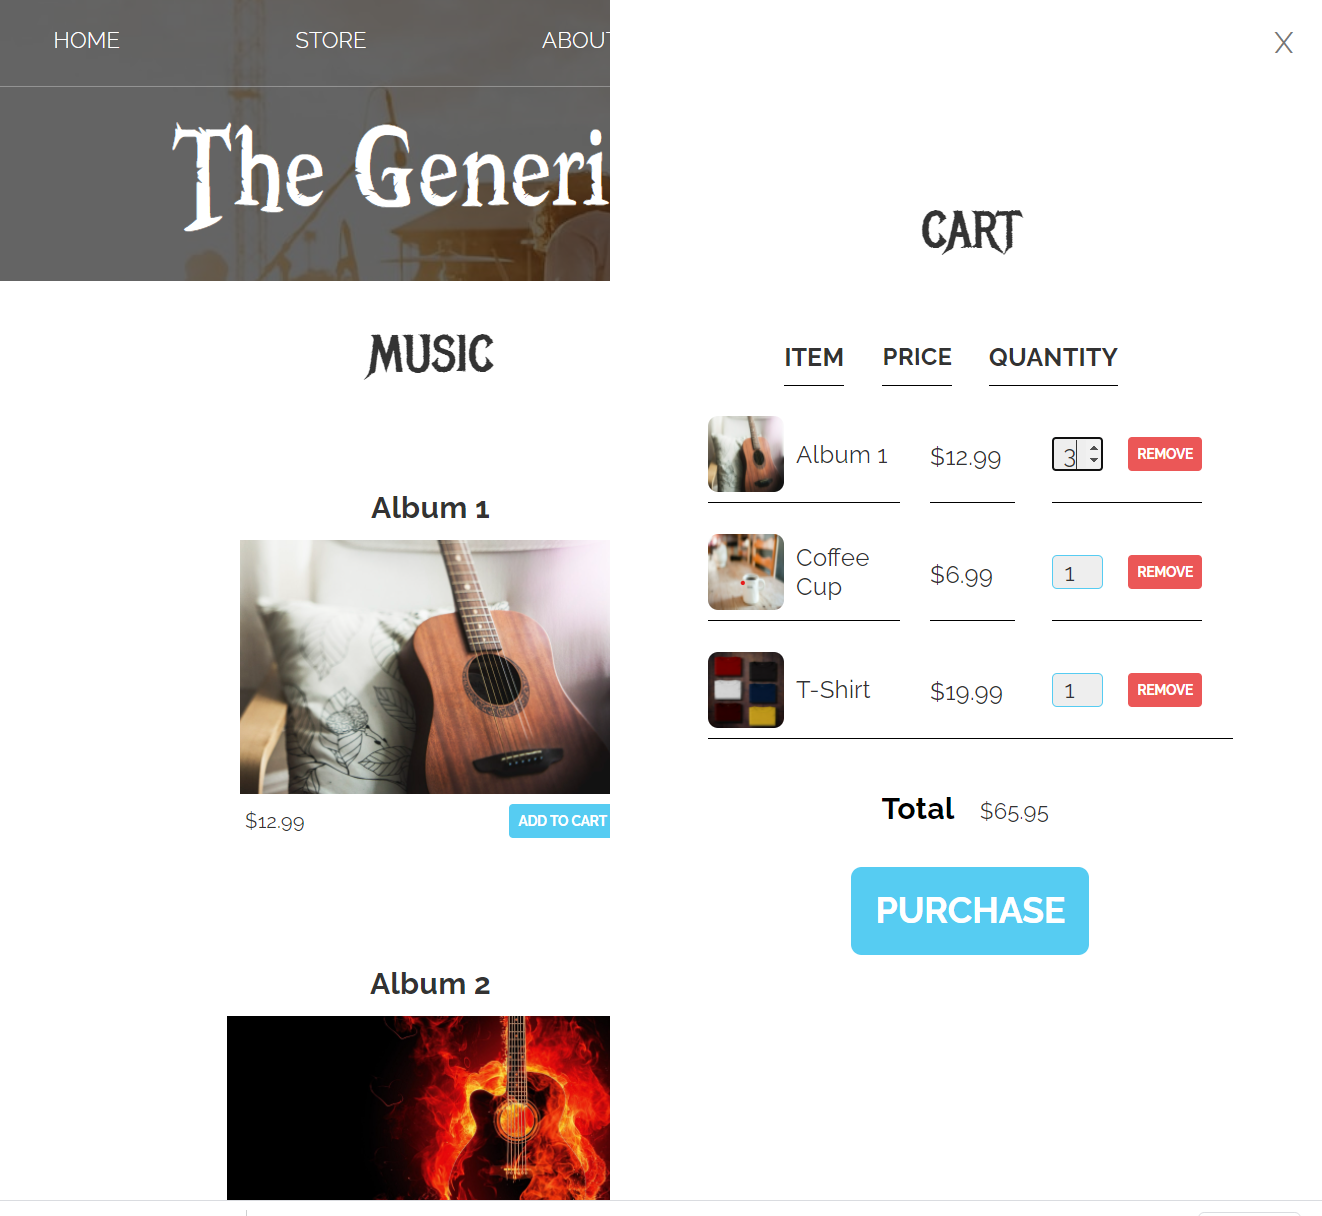 HOME STORE ABOU
The Generi
MUSIC
Album 1
$12.99 ADD TO CART
Album 2
X
CART
ITEM PRICE QUANTITY
Album 1 $12.99 3 REMOVE
Coffee
Cup $6.99 1 REMOVE
T-Shirt $19.99 1 REMOVE
Total $65.95
PURCHASE